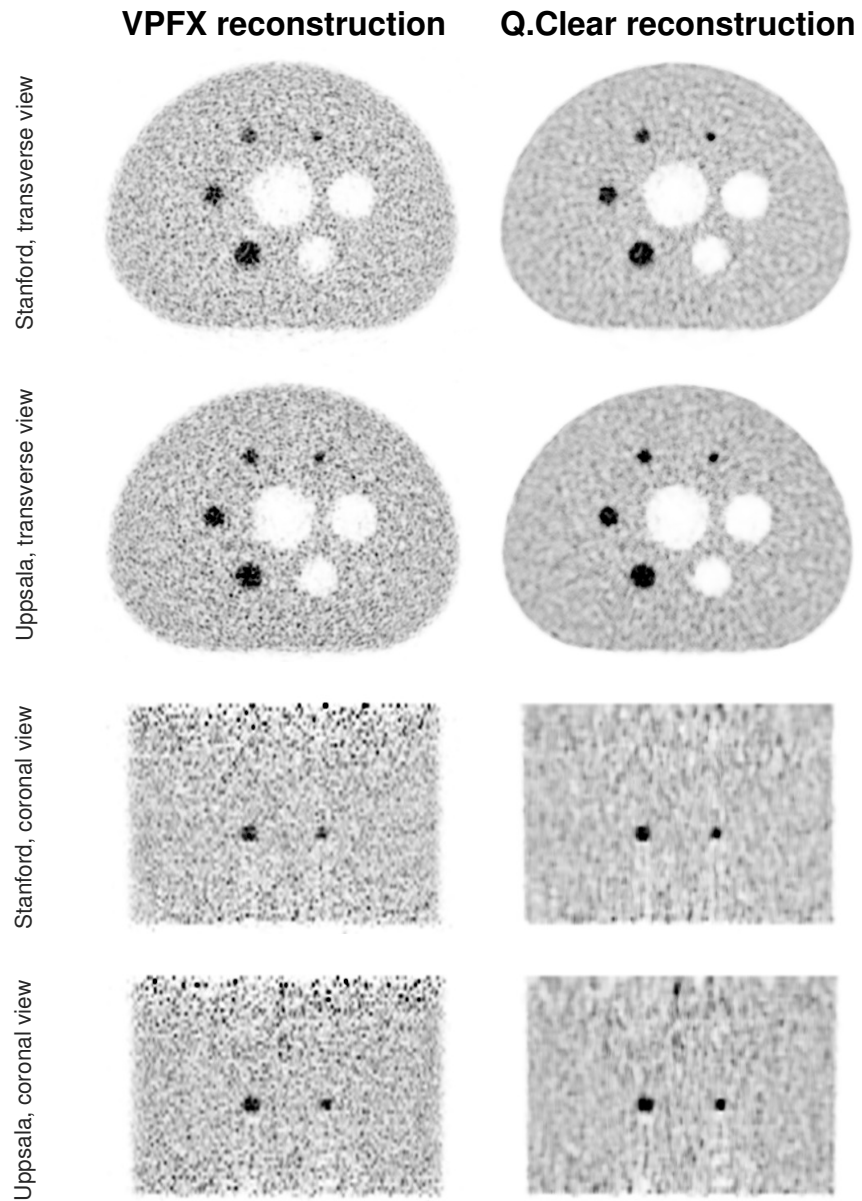 VPFX reconstruction
Q.Clear reconstruction
Stanford, transverse view
Uppsala, transverse view
Stanford, coronal view
Uppsala, coronal view